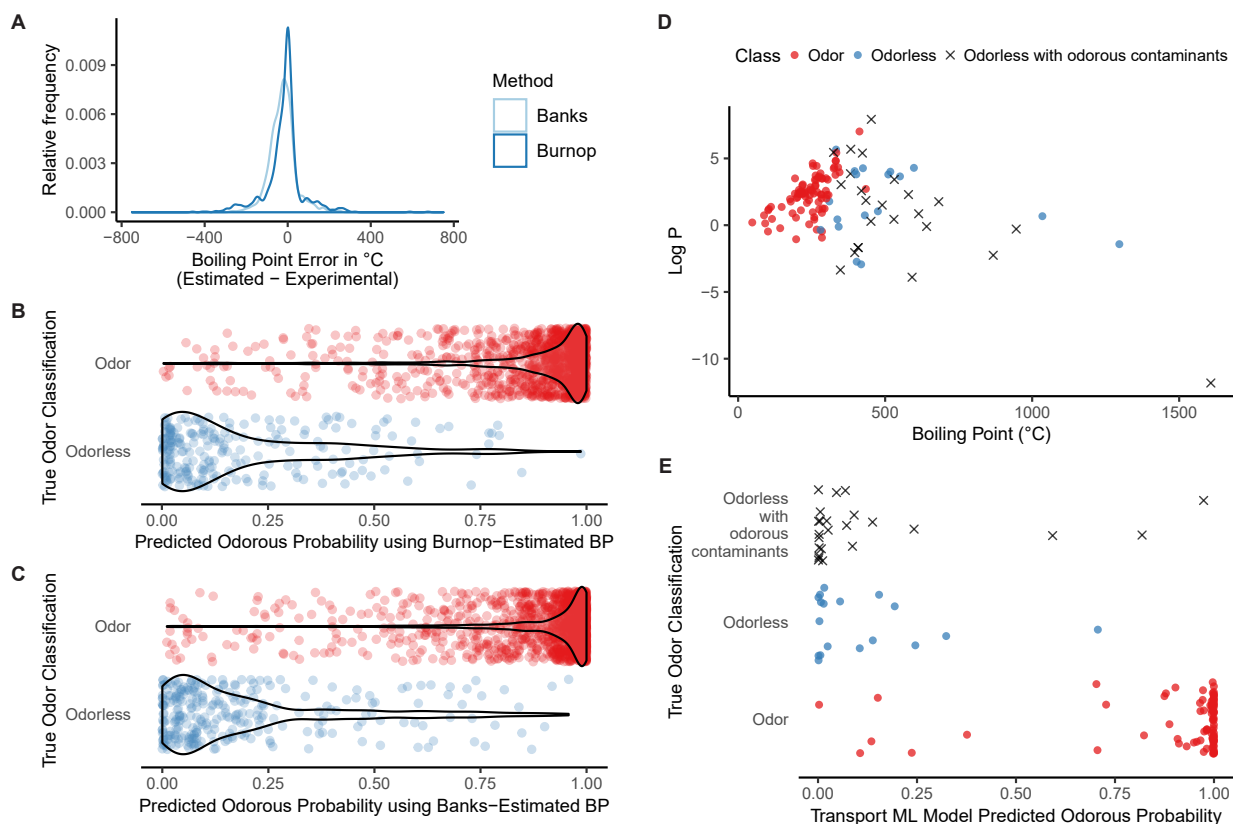 A
Relative frequency
0.009
0.006
0.003
0.000
−800
−400
0
400
800
Boiling Point Error in °C
(Estimated − Experimental)
Method
Banks
Burnop
B
True Odor Classification
Odor
Odorless
0.00
0.25
0.50
0.75
1.00
Predicted Odorous Probability using Burnop−Estimated BP
C
True Odor Classification
Odor
Odorless
0.00
0.25
0.50
0.75
1.00
Predicted Odorous Probability using Banks−Estimated BP
D
Class
Odor
Odorless
Odorless with odorous contaminants
Log P
5
0
−5
−10
0
500
1000
1500
Boiling Point (°C)
E
True Odor Classification
Odorless
with
odorous
contaminants
Odorless
Odor
0.00
0.25
0.50
0.75
1.00
Transport ML Model Predicted Odorous Probability